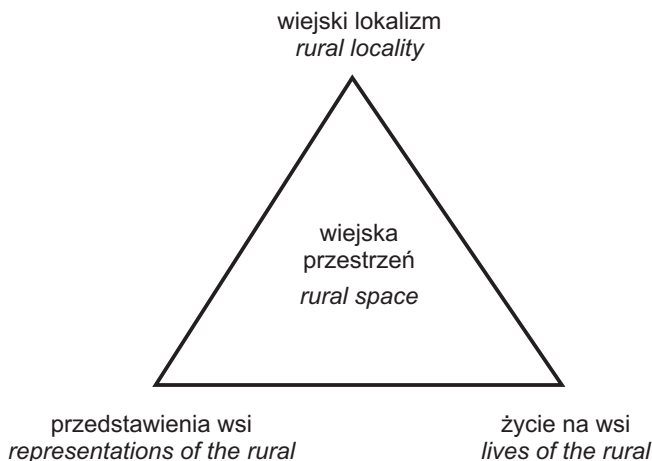 wiejski lokalizm
rural locality
wiejska
przestrzeń
rural space
przedstawienia wsi
representations of the rural
życie na wsi
lives of the rural